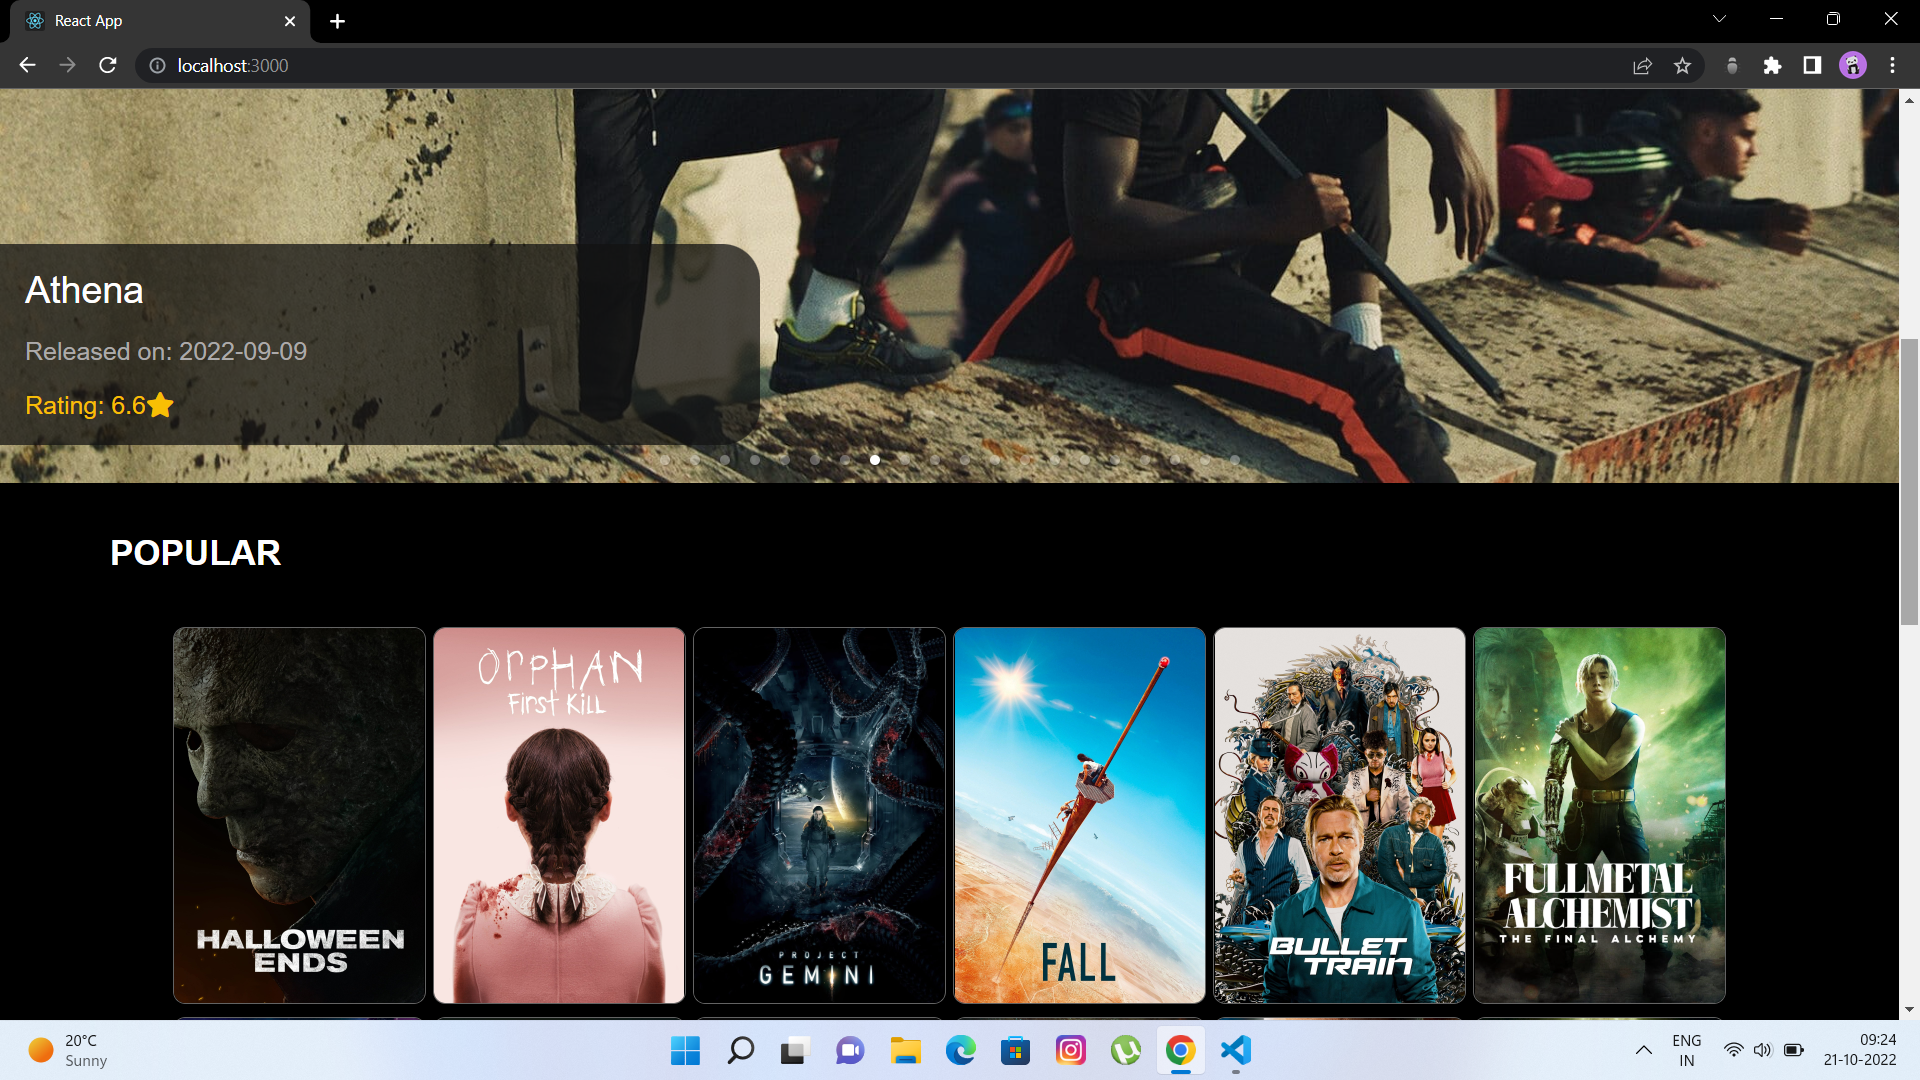 React App
localhost:3000
Athena
Released on: 2022-09-09
Rating: 6.6
POPULAR
HALLOWEEN
ENDS
ORPHAN
First Kill
PROJECT
GEMINI
FALL
BULLET
TRAIN
FULLMETAL
ALCHEMIST
THE FINAL ALCHEMY
20°C
Sunny
ENG
IN
09:24
21-10-2022